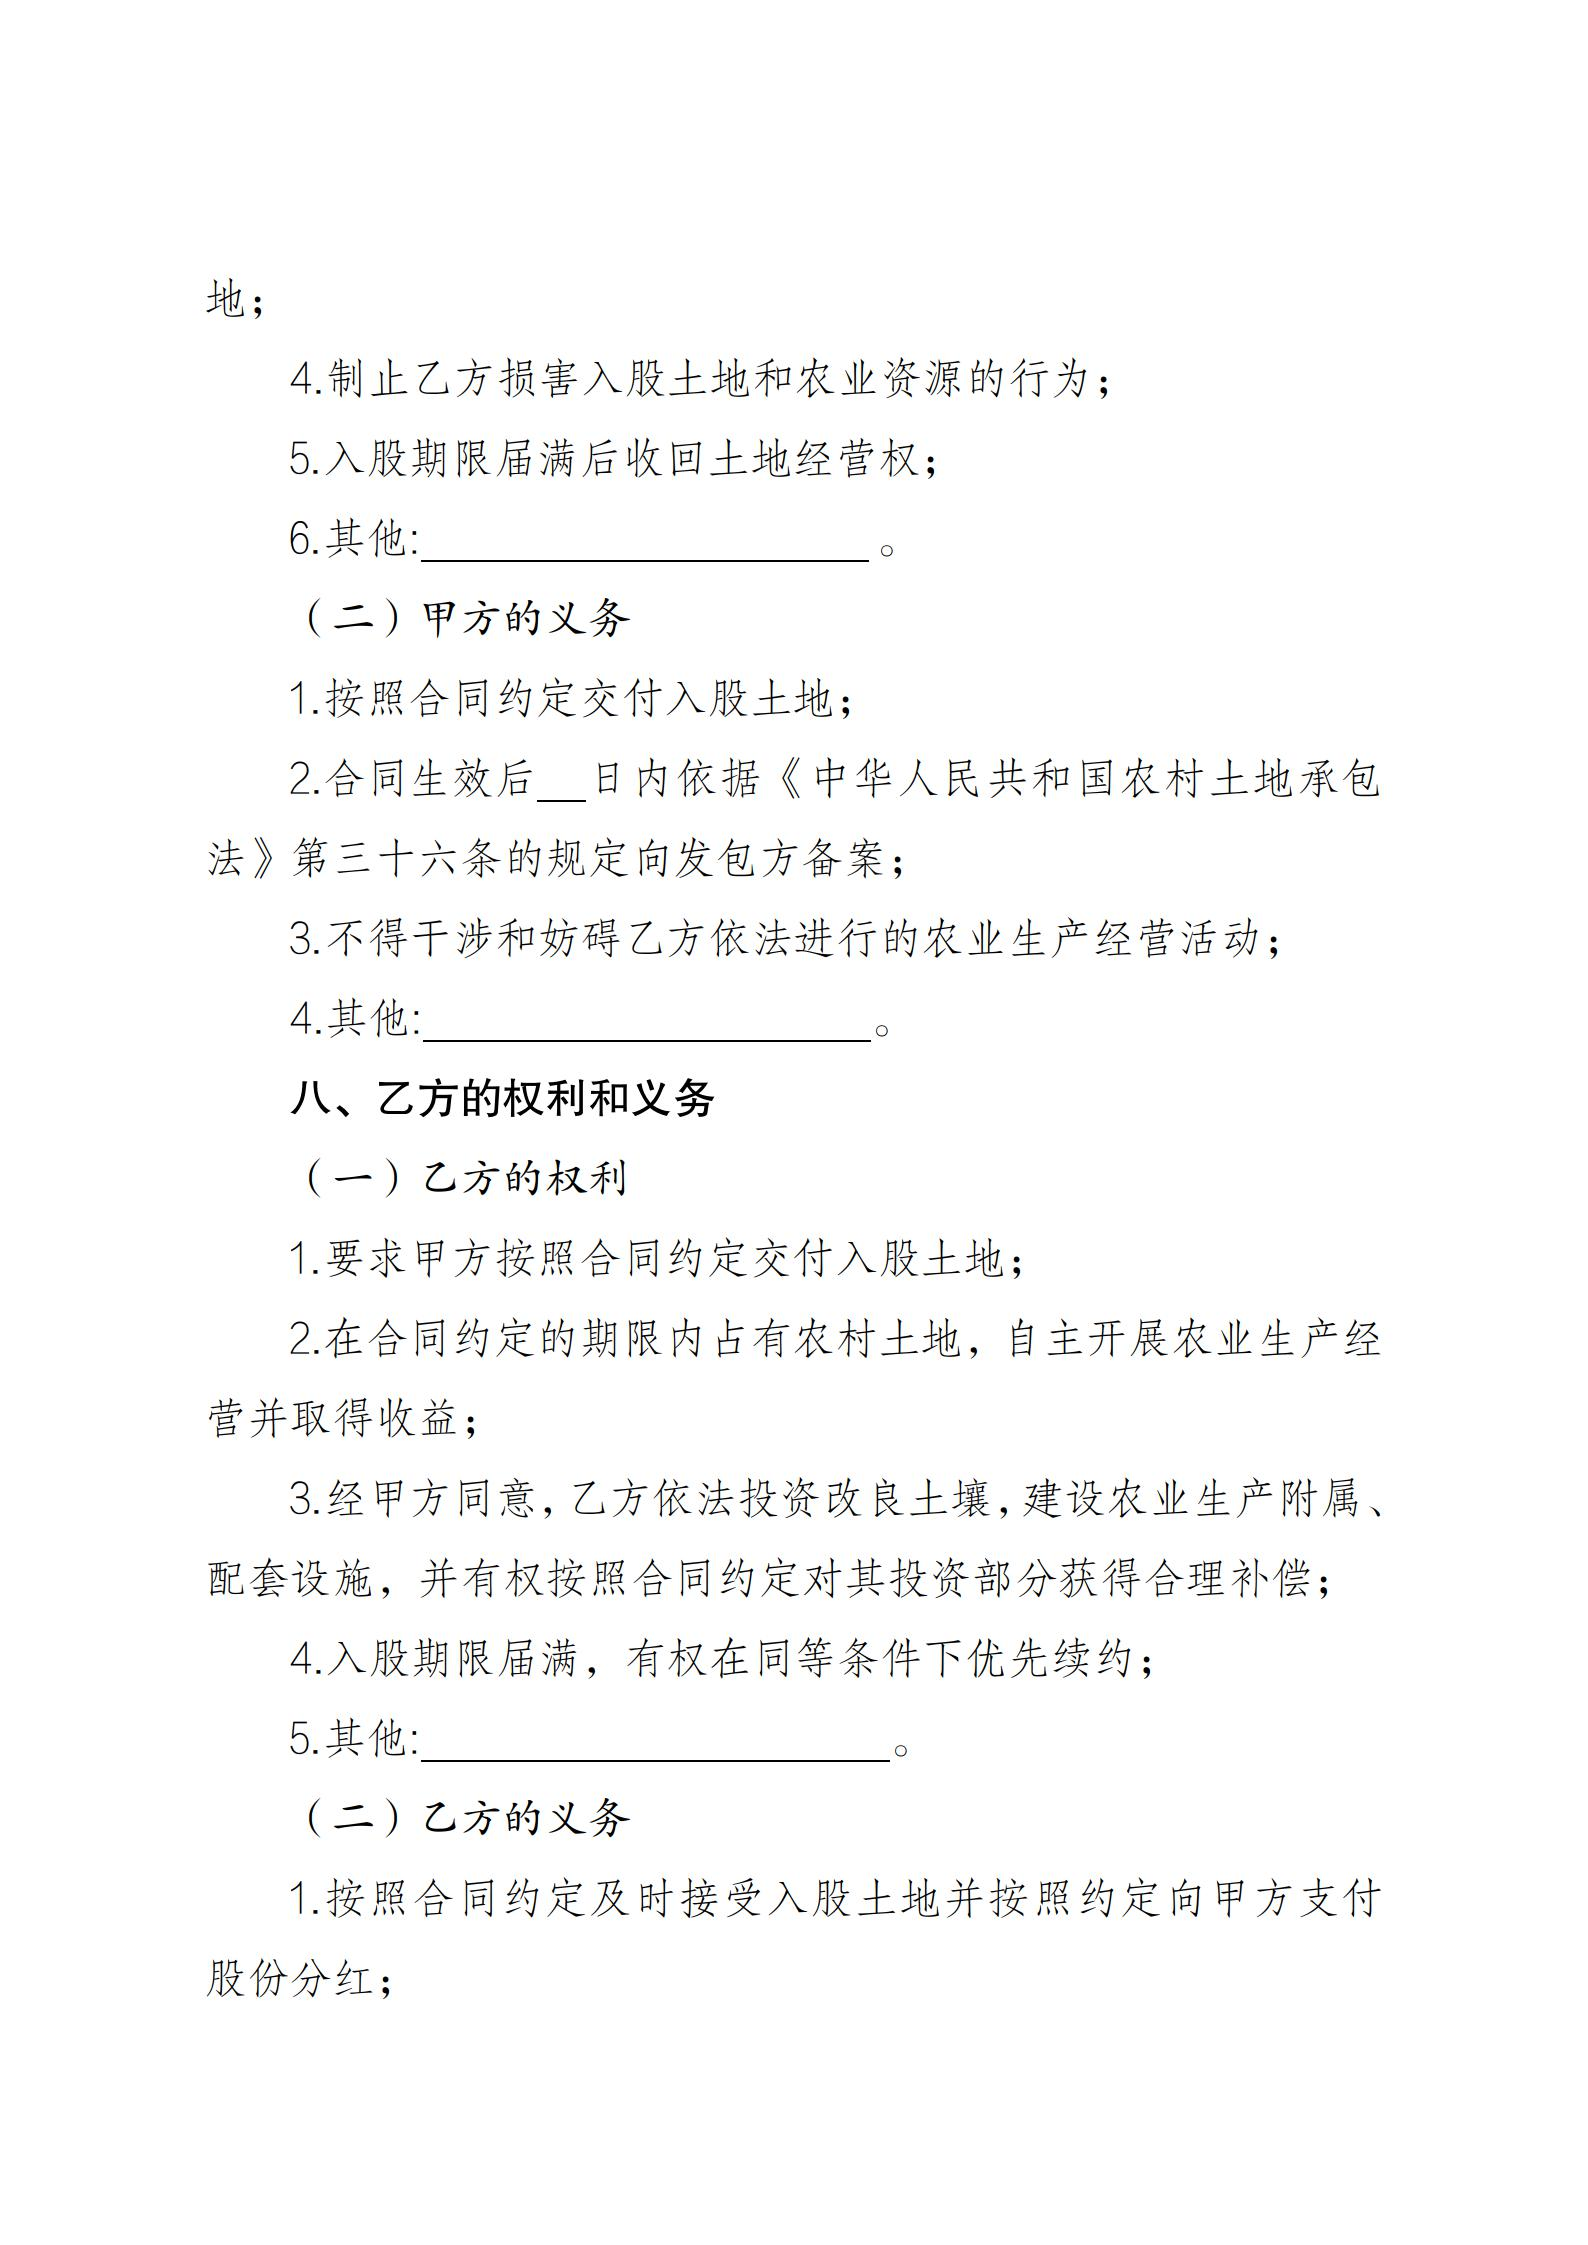 地；
4.制止乙方损害入股土地和农业资源的行为；
5.入股期限届满后收回土地经营权；
6.其他:_____________________。
（二）甲方的义务
1.按照合同约定交付入股土地；
2.合同生效后__日内依据《中华人民共和国农村土地承包
法》第三十六条的规定向发包方备案；
3.不得干涉和妨碍乙方依法进行的农业生产经营活动；
4.其他:_____________________。
八、乙方的权利和义务
（一）乙方的权利
1.要求甲方按照合同约定交付入股土地；
2.在合同约定的期限内占有农村土地，自主开展农业生产经
营并取得收益；
3.经甲方同意，乙方依法投资改良土壤，建设农业生产附属、
配套设施，并有权按照合同约定对其投资部分获得合理补偿；
4.入股期限届满，有权在同等条件下优先续约；
5.其他:______________________。
（二）乙方的义务
1.按照合同约定及时接受入股土地并按照约定向甲方支付
股份分红；